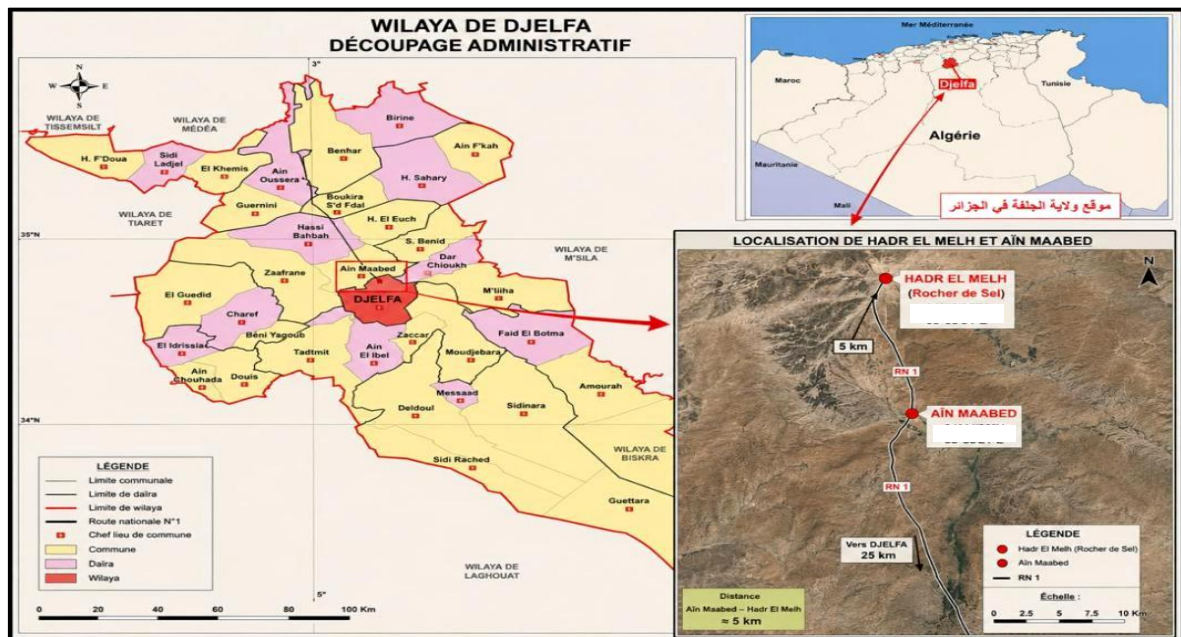 WILAYA DE DJELFA
DÉCOUPAGE ADMINISTRATIF
3°
N
W
E
S
WILAYA DE
TISSEMSILT
WILAYA DE
MÉDÉA
WILAYA DE
TIARET
WILAYA DE
M'SILA
WILAYA DE
BISKRA
WILAYA DE
LAGHOUAT
35°N
34°N
Birine
Benhar
Ain F'kah
H. F'Doua
Sidi
Ladjel
El Khemis
Ain
Oussera
H. Sahary
Guernini
Boukira
S'd Fdal
H. El Euch
Hassi
Bahbah
S. Benid
Dar
Chioukh
Zaafrane
Ain Maabed
M'liiha
El Guedid
DJELFA
Charef
Zaccar
Faid El Botma
Béni Yagoub
El Idrissia
Tadtmit
Ain
El Ibel
Moudjebara
Ain
Chouhada
Douis
Amourah
Messaad
Deldoul
Sidinara
Sidi Rached
Guettara
LÉGENDE
Limite communale
Limite de daïra
Limite de wilaya
Route nationale N°1
Chef lieu de commune
Commune
Daïra
Wilaya
5°
0 20 40 60 80 100 Km
Mer Méditerranée
Maroc
Tunisie
Djelfa
Algérie
Mauritanie
Mali
موقع ولاية الجلفة في الجزائر
LOCALISATION DE HADR EL MELH ET AÏN MAABED
N
HADR EL MELH
(Rocher de Sel)
5 km
RN 1
AÏN MAABED
RN 1
Vers DJELFA
25 km
Distance
Aïn Maabed – Hadr El Melh
≈ 5 km
LÉGENDE
Hadr El Melh (Rocher de Sel)
Aïn Maabed
RN 1
Échelle :
0 2.5 5 7.5 10 Km